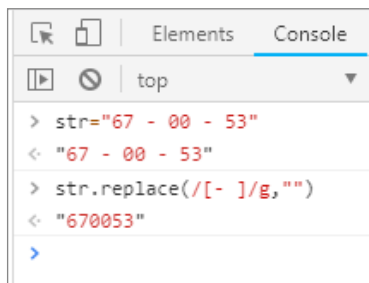 Elements Console
top
> str="67 - 00 - 53"
<· "67 - 00 - 53"
> str.replace(/[- ]/g,"")
<· "670053"
>